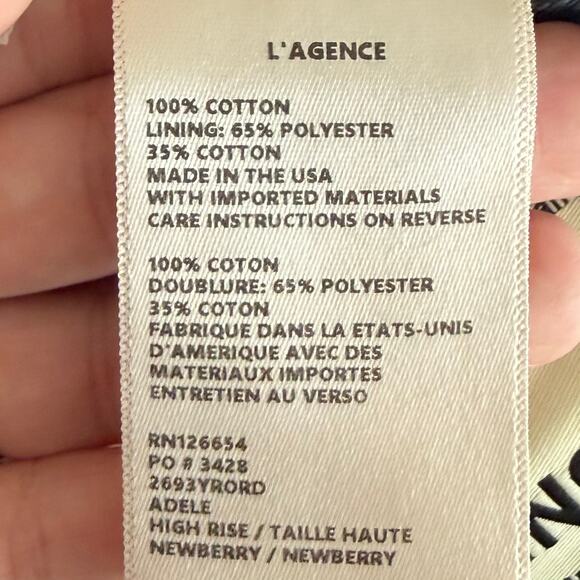 L'AGENCE
100% COTTON
LINING: 65% POLYESTER
35% COTTON
MADE IN THE USA
WITH IMPORTED MATERIALS
CARE INSTRUCTIONS ON REVERSE
100% COTON
DOUBLURE: 65% POLYESTER
35% COTON
FABRIQUE DANS LA ETATS-UNIS
D'AMERIQUE AVEC DES
MATERIAUX IMPORTES
ENTRETIEN AU VERSO
RN126654
PO # 3428
2693YRORD
ADELE
HIGH RISE / TAILLE HAUTE
NEWBERRY / NEWBERRY